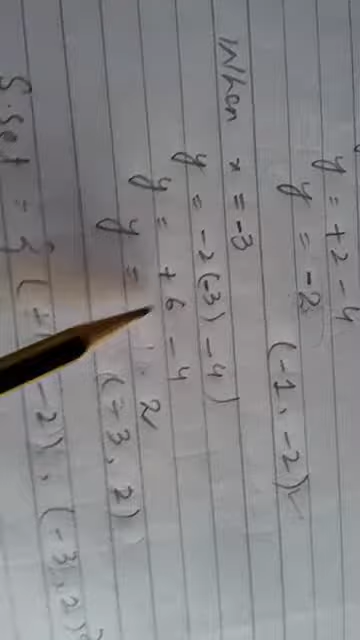 y = +2 - 4
y = -2 (-1, -2)
When x = -3
y = -2(-3) - 4
y = +6 - 4
y = 2 (-3, 2)
S.set = { -2), (-3, 2)